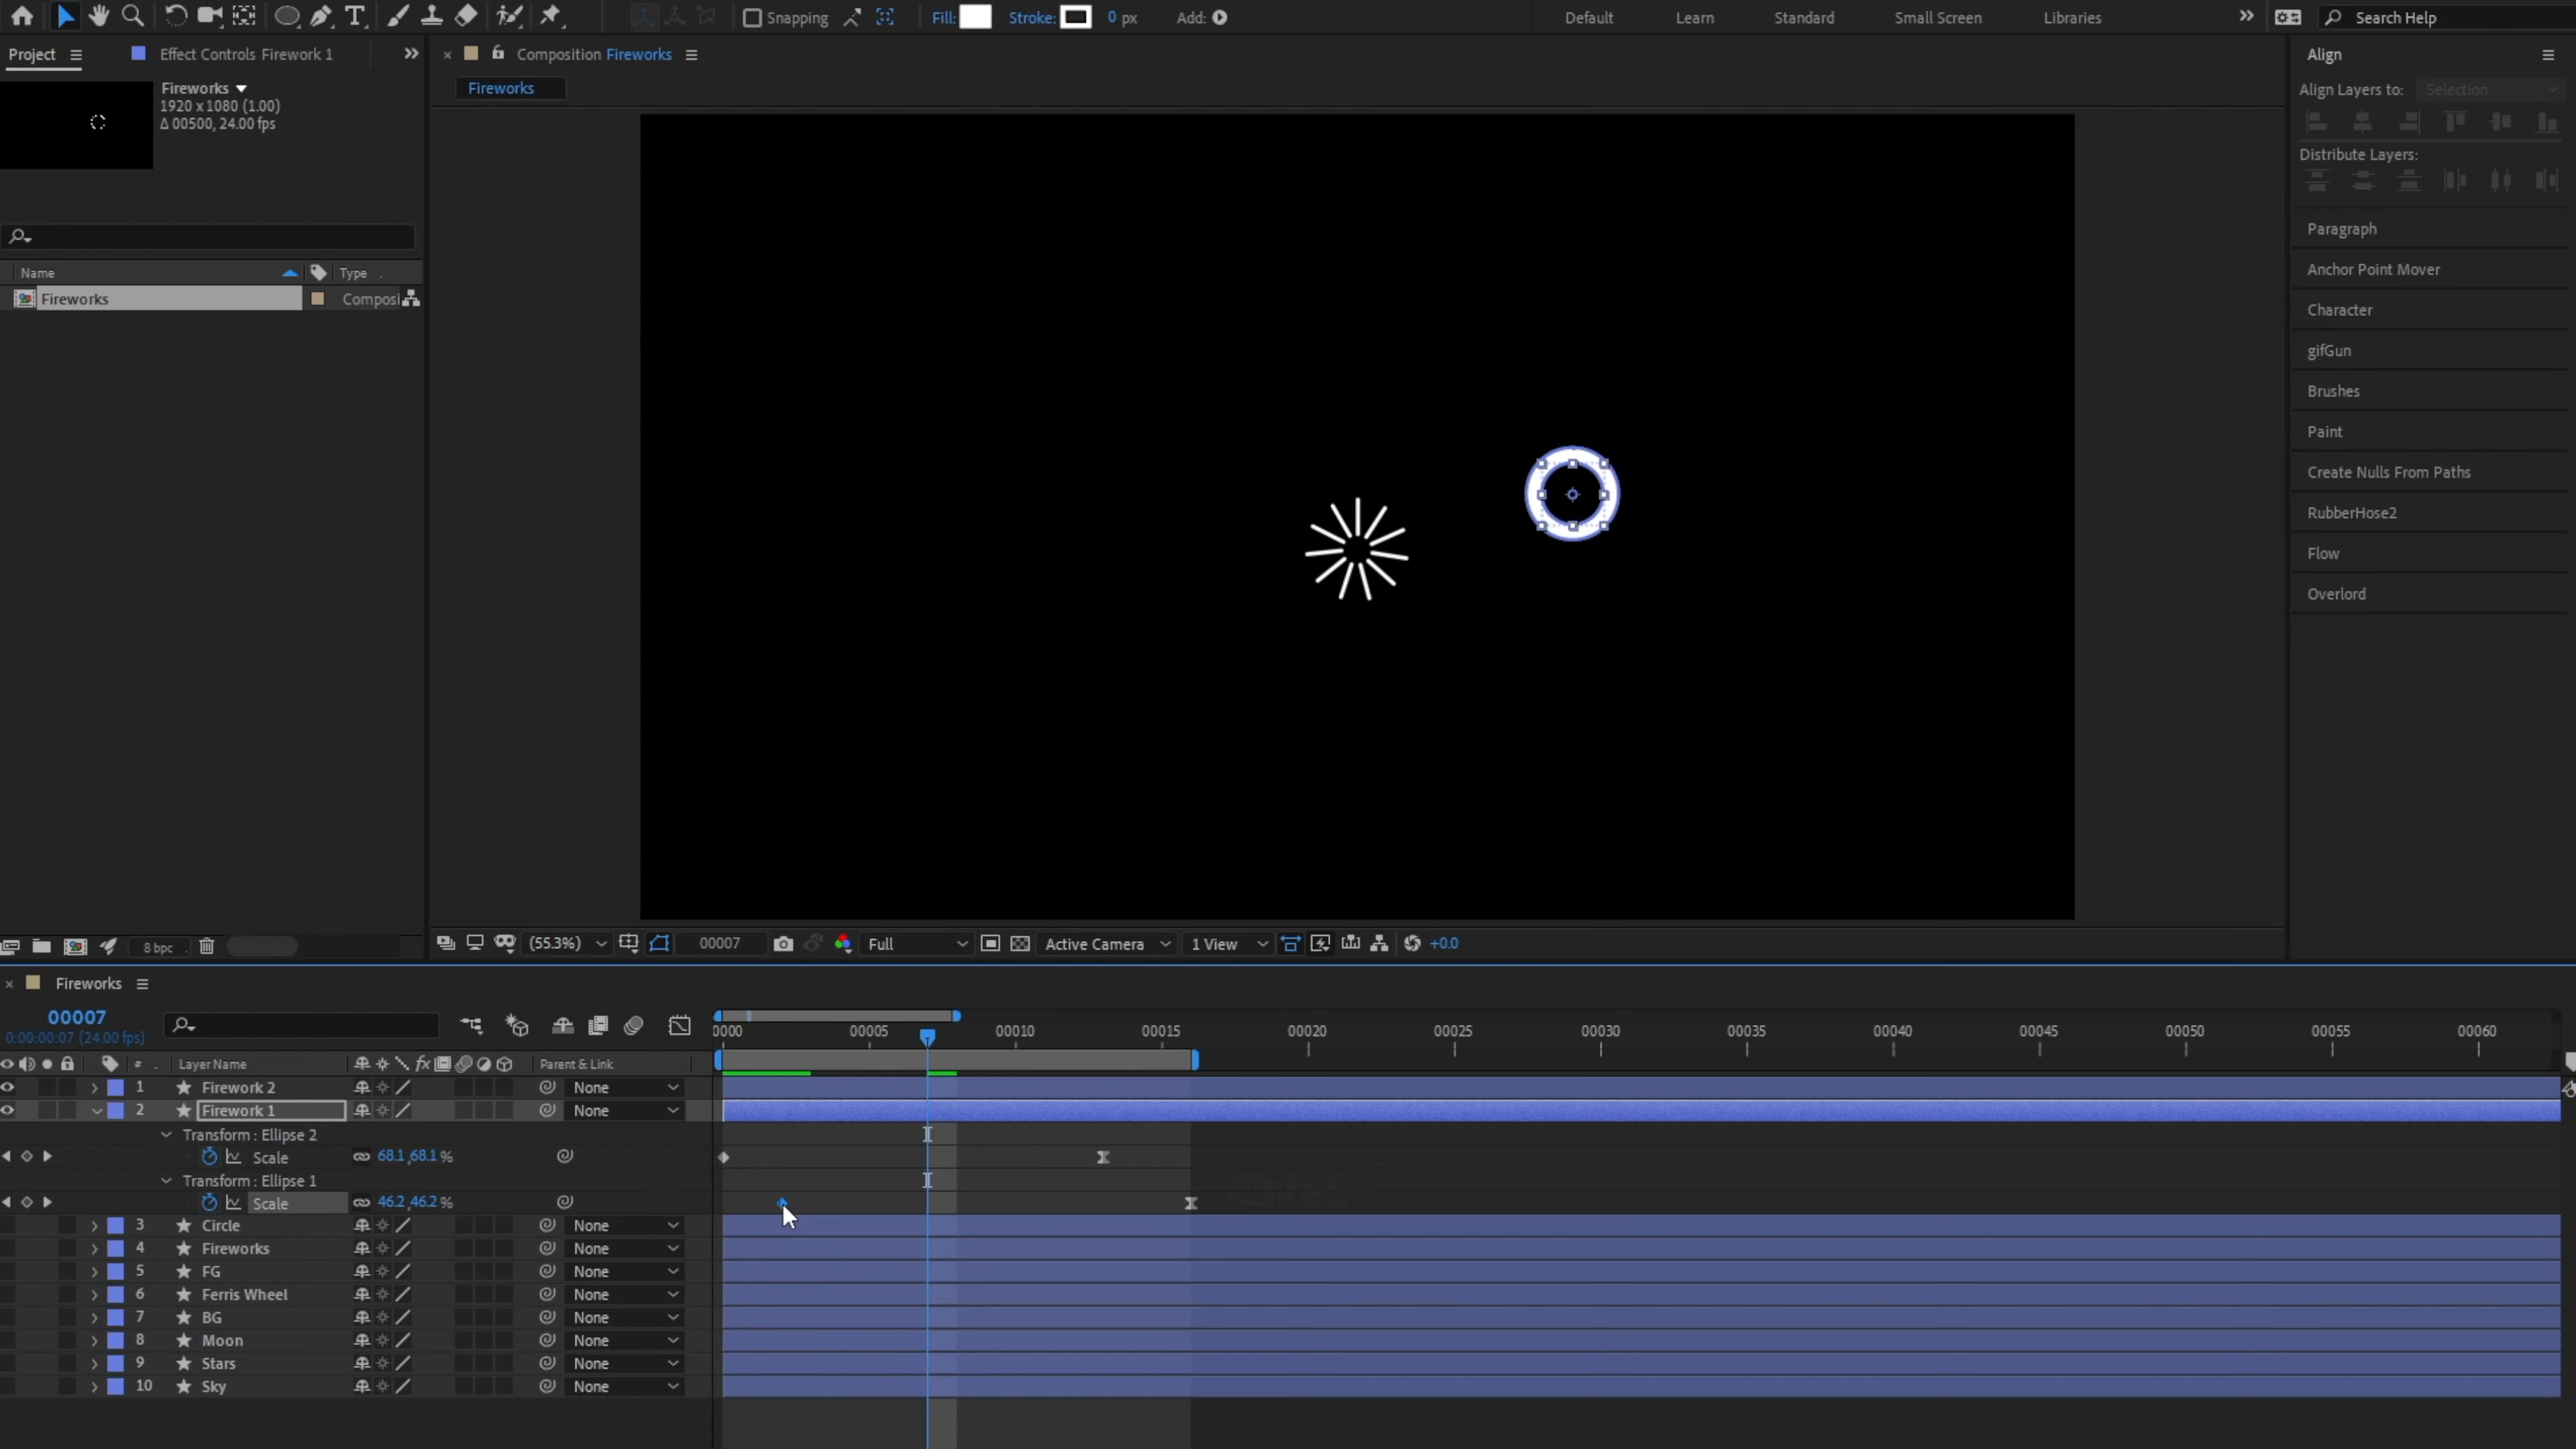 Snapping Fill: Stroke: 0 px Add: Default Learn Standard Small Screen Libraries Search Help
Project Effect Controls Firework 1 Composition Fireworks Align
Fireworks
1920 x1080 (1.00)
Δ 00500, 24.00 fps
Fireworks
Align Layers to: Selection
Distribute Layers:
Paragraph
Anchor Point Mover
Character
gifGun
Brushes
Paint
Create Nulls From Paths
RubberHose2
Flow
Overlord
Name Type
Fireworks Composi
8 bpc
(55.3%) 00007 Full Active Camera 1 View +0.0
Fireworks
00007
0:00:00:07 (24.00 fps)
0000 00005 00010 00015 00020 00025 00030 00035 00040 00045 00050 00055 00060
# Layer Name fx Parent & Link
1 Firework 2 None
2 Firework 1 None
Transform : Ellipse 2
Scale 68.1,68.1 %
Transform : Ellipse 1
Scale 46.2,46.2 %
3 Circle None
4 Fireworks None
5 FG None
6 Ferris Wheel None
7 BG None
8 Moon None
9 Stars None
10 Sky None